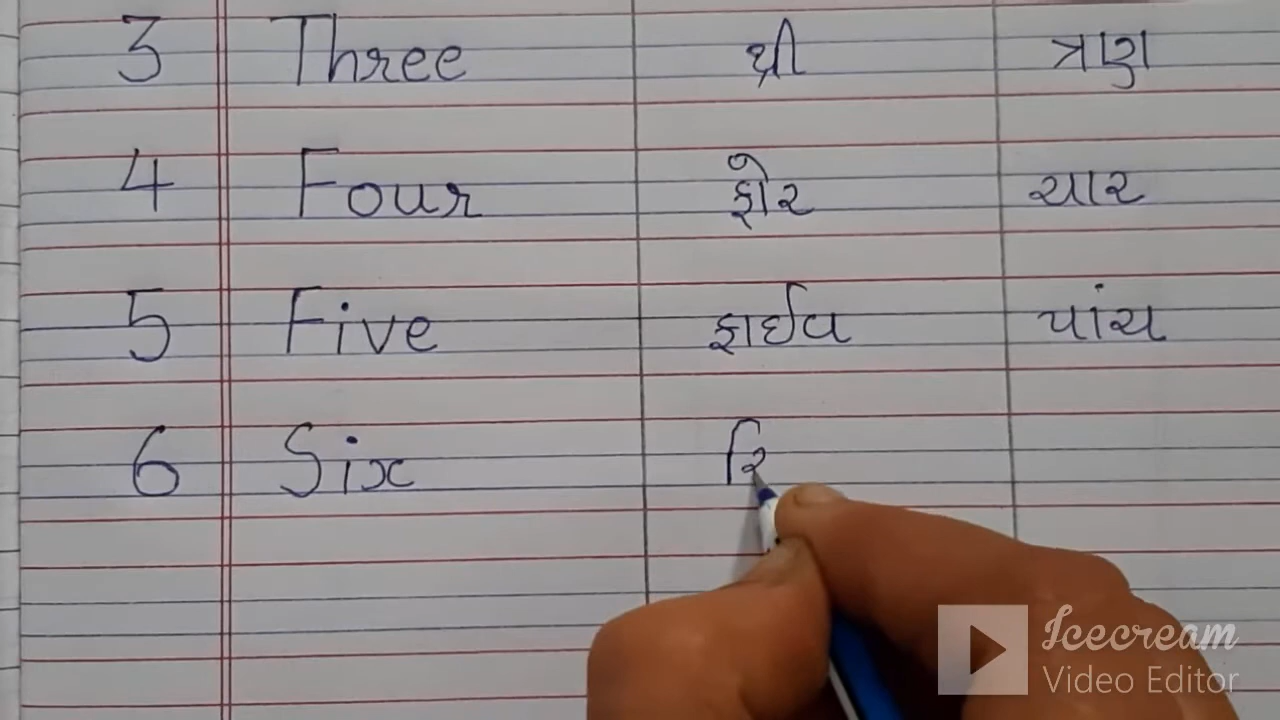 3 Three થ્રી ત્રણ
4 Four ફોર ચાર
5 Five ફાઈવ પાંચ
6 Six
Icecream
Video Editor